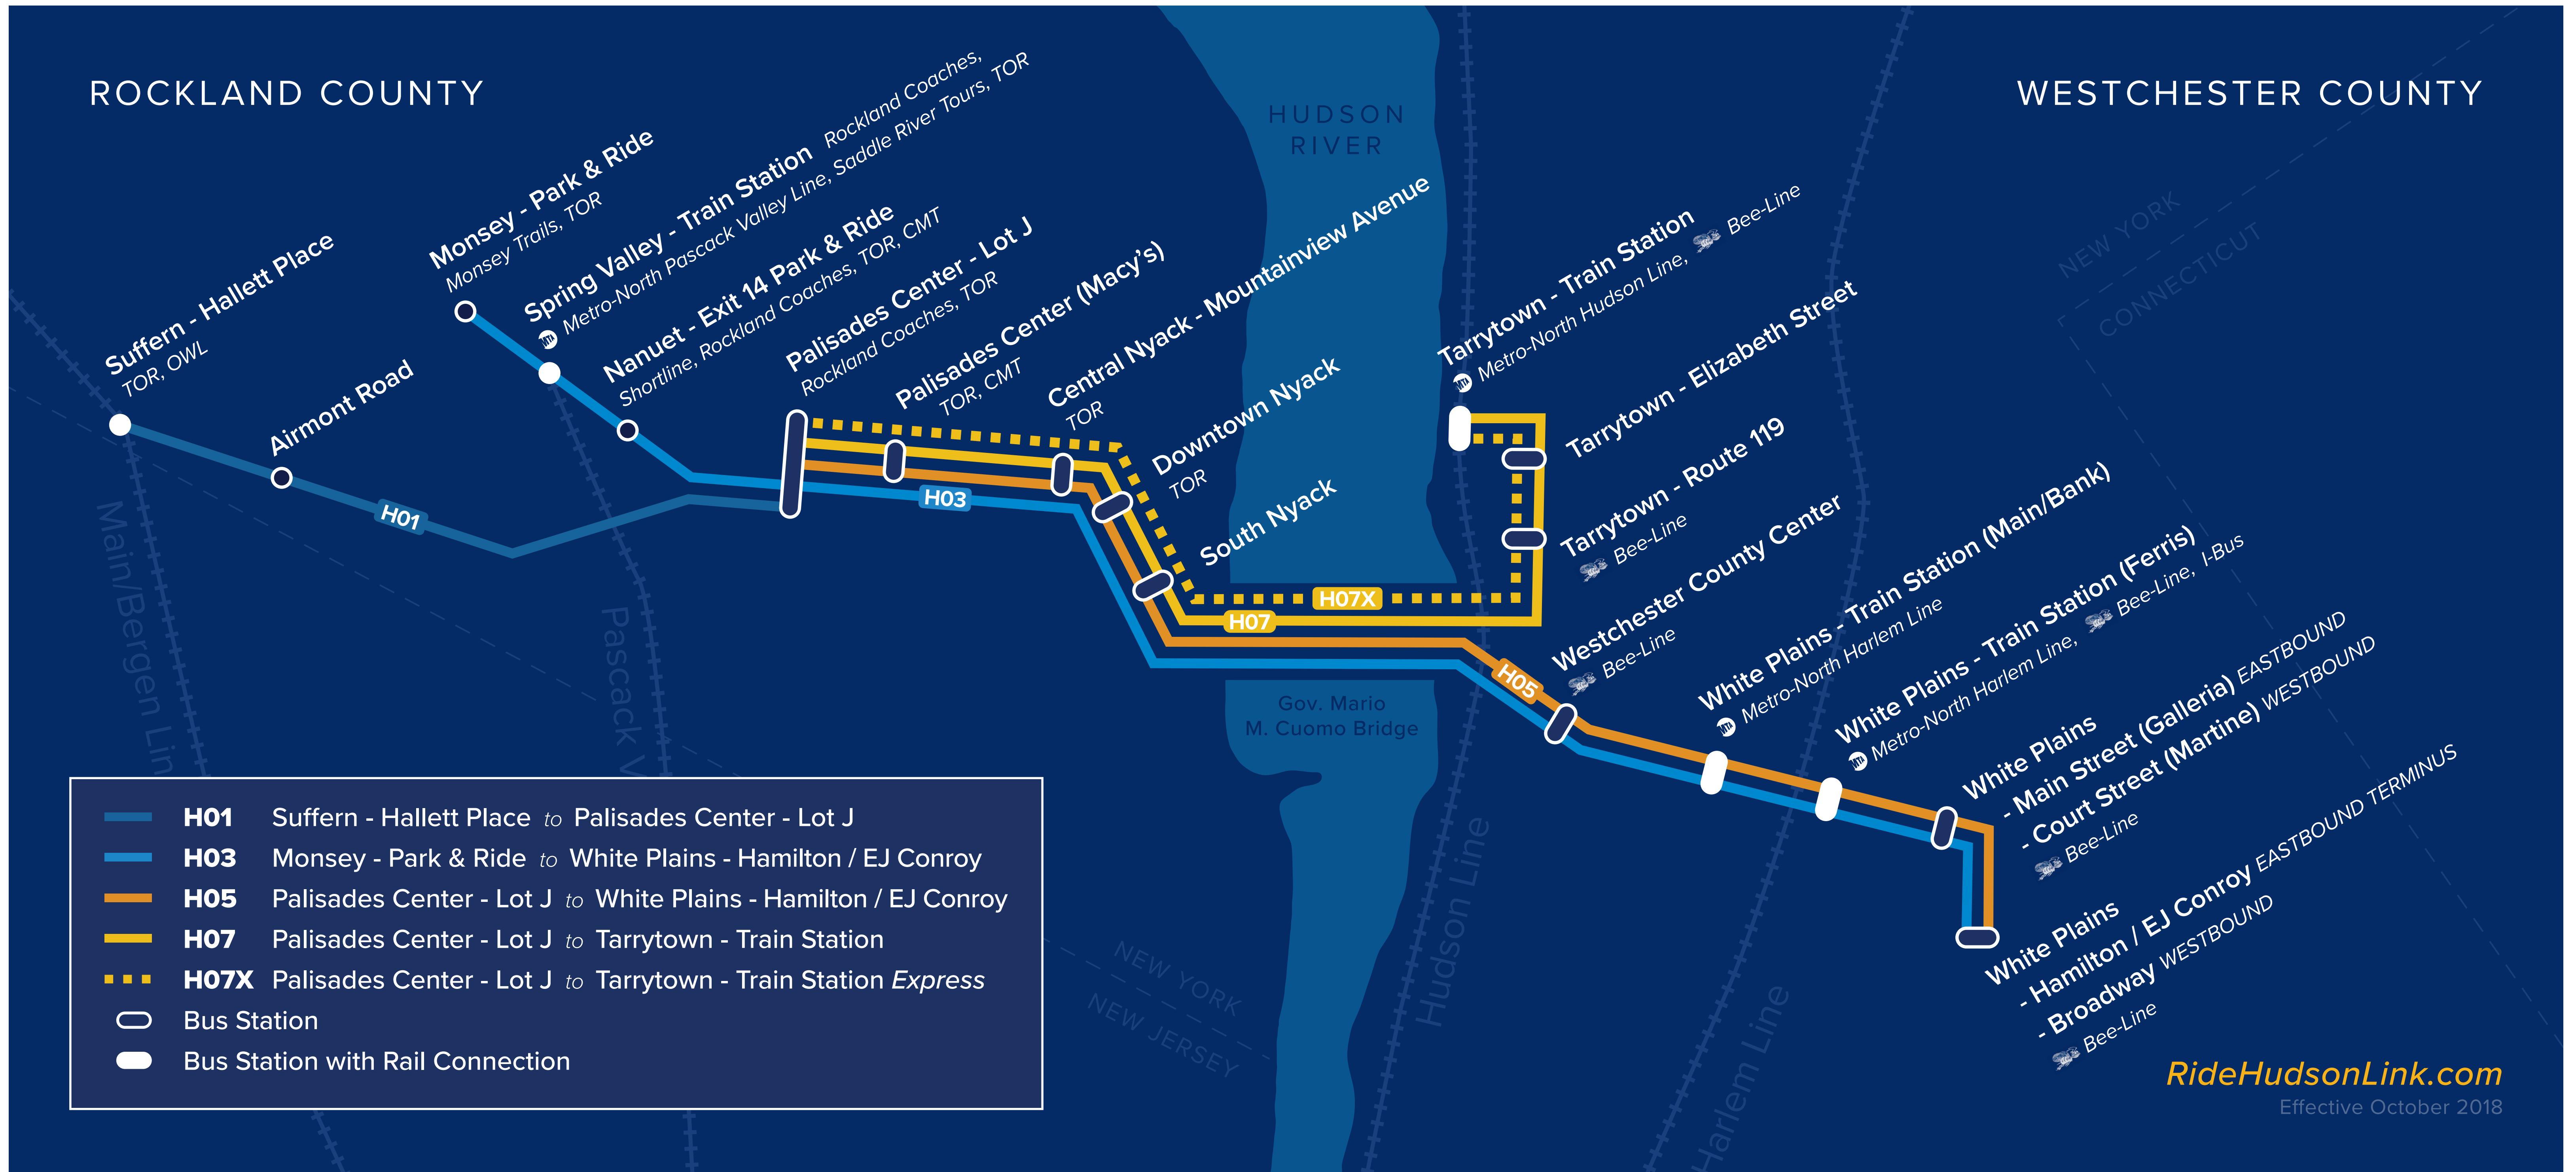 ROCKLAND COUNTY
WESTCHESTER COUNTY
HUDSON
RIVER
Suffern - Hallett Place
TOR, OWL
Airmont Road
Monsey - Park & Ride
Monsey Trails, TOR
Spring Valley - Train Station Rockland Coaches,
Metro-North Pascack Valley Line, Saddle River Tours, TOR
Nanuet - Exit 14 Park & Ride
Shortline, Rockland Coaches, TOR, CMT
Palisades Center - Lot J
Rockland Coaches, TOR
Palisades Center (Macy's)
TOR, CMT
Central Nyack - Mountainview Avenue
TOR
Downtown Nyack
TOR
South Nyack
Tarrytown - Train Station
Metro-North Hudson Line, Bee-Line
Tarrytown - Elizabeth Street
Tarrytown - Route 119
Bee-Line
Westchester County Center
Bee-Line
White Plains - Train Station (Main/Bank)
Metro-North Harlem Line
White Plains - Train Station (Ferris)
Metro-North Harlem Line, Bee-Line, I-Bus
White Plains
- Main Street (Galleria) EASTBOUND
- Court Street (Martine) WESTBOUND
Bee-Line
White Plains
- Hamilton / EJ Conroy EASTBOUND TERMINUS
- Broadway WESTBOUND
Bee-Line
H01
H03
H07X
H07
H05
Gov. Mario
M. Cuomo Bridge
Main/Bergen Lin
Pascack V
Hudson Line
Harlem Line
NEW YORK
CONNECTICUT
NEW YORK
NEW JERSEY
H01 Suffern - Hallett Place to Palisades Center - Lot J
H03 Monsey - Park & Ride to White Plains - Hamilton / EJ Conroy
H05 Palisades Center - Lot J to White Plains - Hamilton / EJ Conroy
H07 Palisades Center - Lot J to Tarrytown - Train Station
H07X Palisades Center - Lot J to Tarrytown - Train Station Express
Bus Station
Bus Station with Rail Connection
RideHudsonLink.com
Effective October 2018